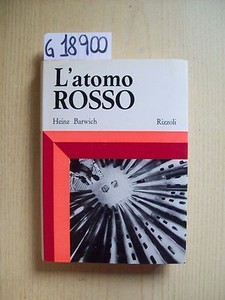 G 18900
L'atomo
ROSSO
Heinz Barwich Rizzoli